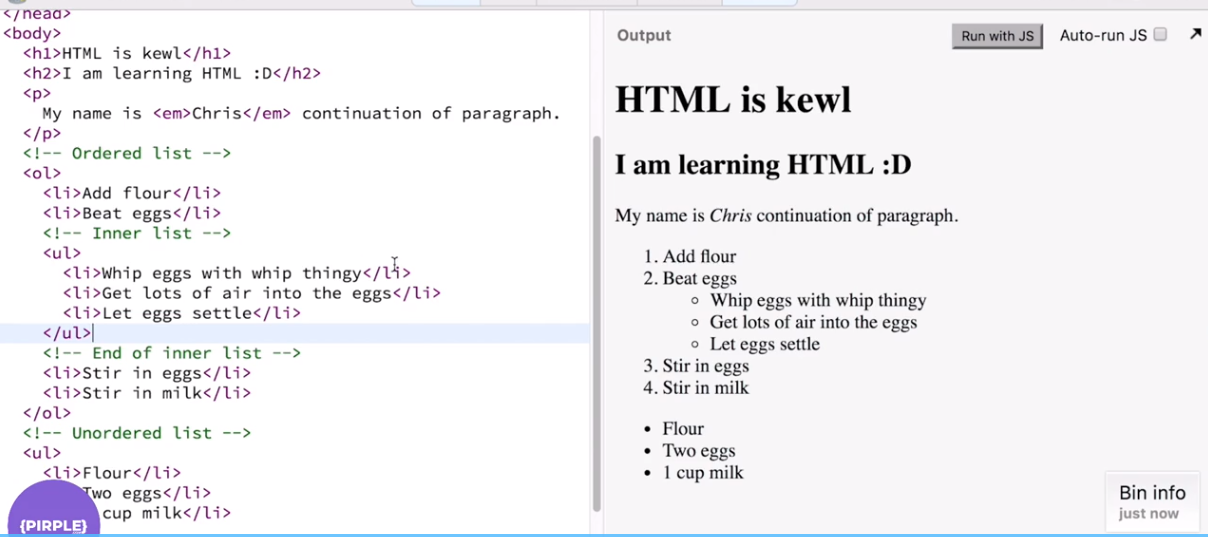 </head>
<body>
<h1>HTML is kewl</h1>
<h2>I am learning HTML :D</h2>
<p>
My name is <em>Chris</em> continuation of paragraph.
</p>
<!-- Ordered list -->
<ol>
<li>Add flour</li>
<li>Beat eggs</li>
<!-- Inner list -->
<ul>
<li>Whip eggs with whip thingy</li>
<li>Get lots of air into the eggs</li>
<li>Let eggs settle</li>
</ul>
<!-- End of inner list -->
<li>Stir in eggs</li>
<li>Stir in milk</li>
</ol>
<!-- Unordered list -->
<ul>
<li>Flour</li>
Two eggs</li>
cup milk</li>
{PIRPLE}
Output
Run with JS
Auto-run JS
HTML is kewl
I am learning HTML :D
My name is Chris continuation of paragraph.
1. Add flour
2. Beat eggs
Whip eggs with whip thingy
Get lots of air into the eggs
Let eggs settle
3. Stir in eggs
4. Stir in milk
Flour
Two eggs
1 cup milk
Bin info
just now